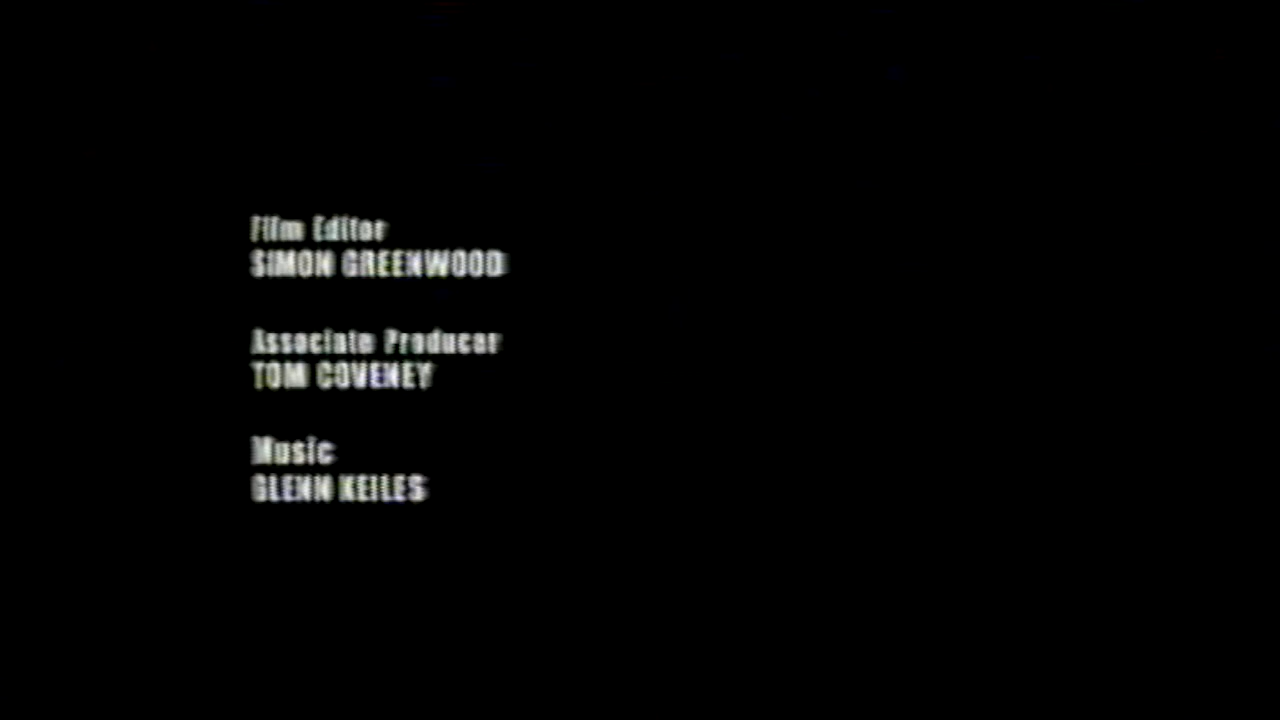 Film Editor
SIMON GREENWOOD
Associate Producer
TOM COVENEY
Music
GLENN KEILES